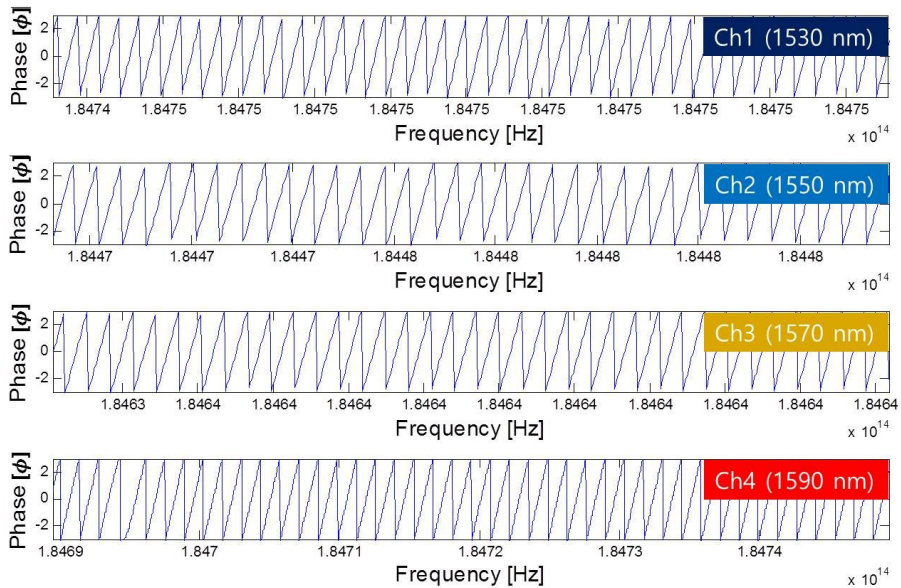 Phase [ϕ]
2
0
-2
Ch1 (1530 nm)
1.8474 1.8475 1.8475 1.8475 1.8475 1.8475 1.8475 1.8475 1.8475 1.8475 1.8475
Frequency [Hz]
x 10^14
Phase [ϕ]
2
0
-2
Ch2 (1550 nm)
1.8447 1.8447 1.8447 1.8448 1.8448 1.8448 1.8448 1.8448
Frequency [Hz]
x 10^14
Phase [ϕ]
2
0
-2
Ch3 (1570 nm)
1.8463 1.8464 1.8464 1.8464 1.8464 1.8464 1.8464 1.8464 1.8464 1.8464 1.8464
Frequency [Hz]
x 10^14
Phase [ϕ]
2
0
-2
Ch4 (1590 nm)
1.8469 1.847 1.8471 1.8472 1.8473 1.8474
Frequency [Hz]
x 10^14